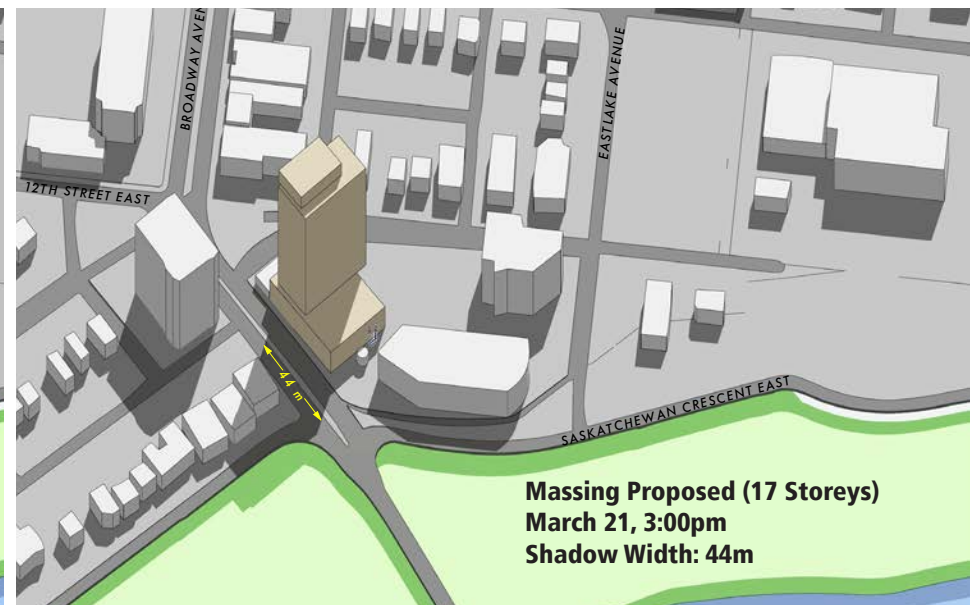 BROADWAY AVEN
EASTLAKE AVENUE
12TH STREET EAST
44 m
SASKATCHEWAN CRESCENT EAST
Massing Proposed (17 Storeys)
March 21, 3:00pm
Shadow Width: 44m